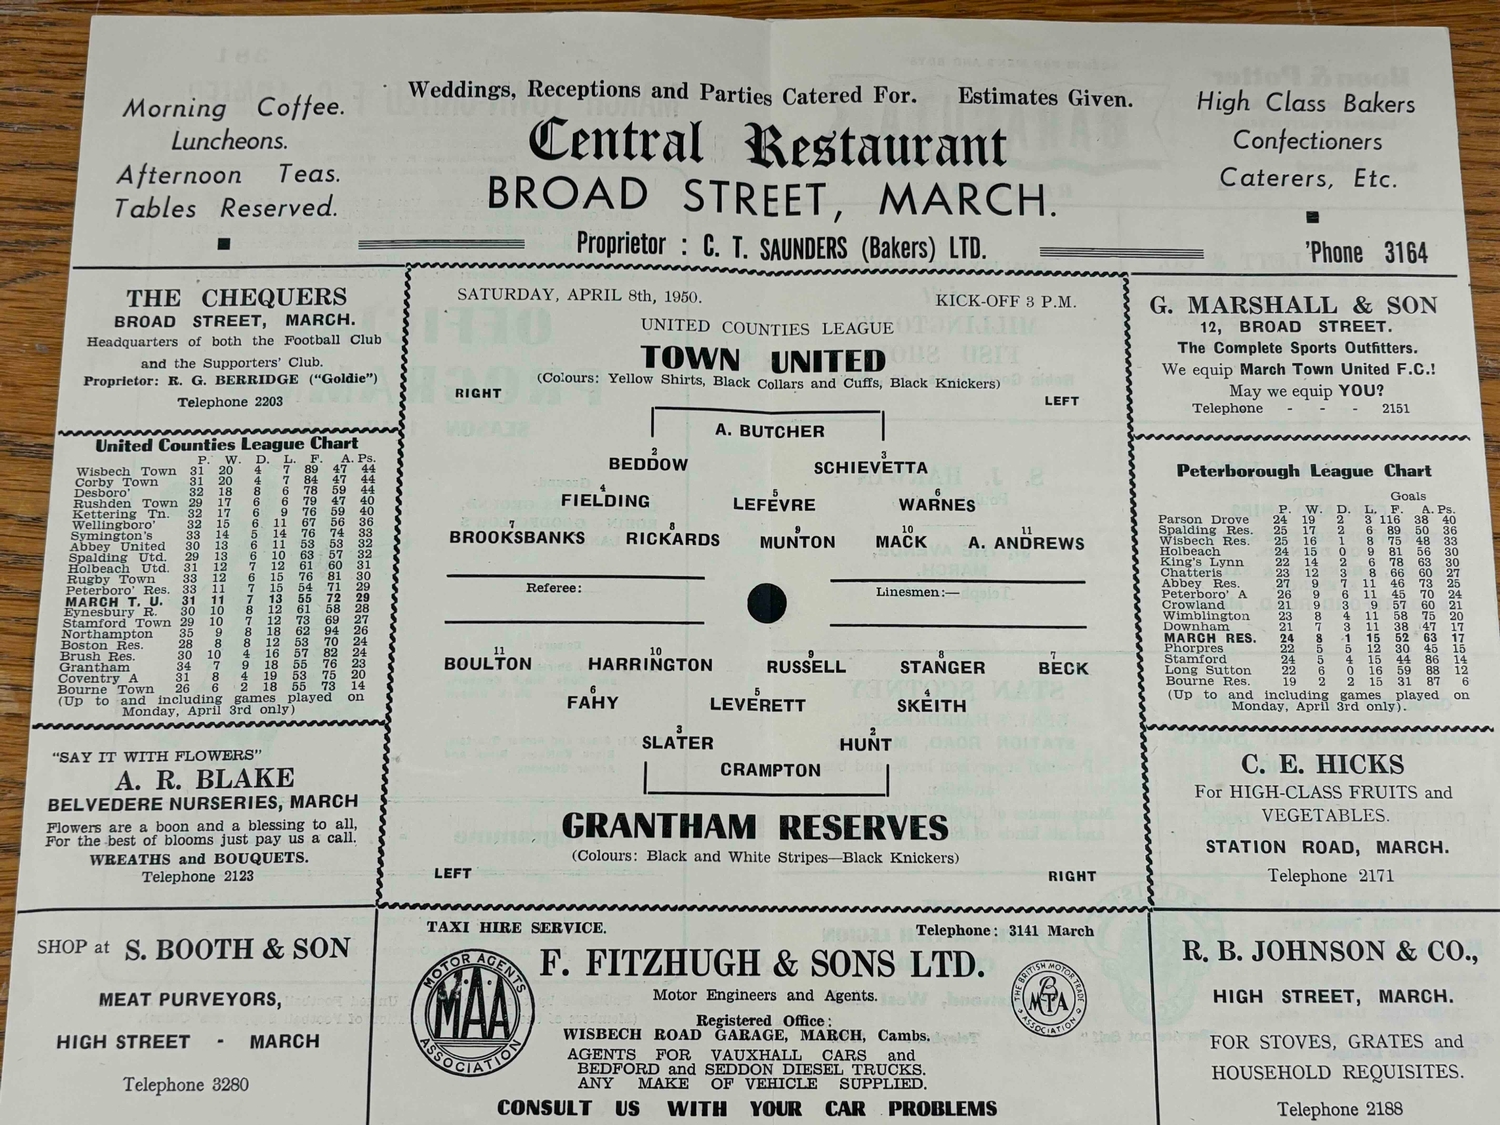 Morning Coffee.
Luncheons.
Afternoon Teas.
Tables Reserved.
Weddings, Receptions and Parties Catered For. Estimates Given.
Central Restaurant
BROAD STREET, MARCH.
Proprietor : C. T. SAUNDERS (Bakers) LTD.
High Class Bakers
Confectioners
Caterers, Etc.
'Phone 3164
THE CHEQUERS
BROAD STREET, MARCH.
Headquarters of both the Football Club
and the Supporters' Club.
Proprietor: R. G. BERRIDGE ("Goldie")
Telephone 2203
United Counties League Chart
P. W. D. L. F. A. Ps.
Wisbech Town 31 20 4 7 89 47 44
Corby Town 31 20 4 7 84 47 44
Desboro' 32 18 8 6 78 59 44
Rushden Town 29 17 6 6 79 47 40
Kettering Tn. 32 17 6 9 76 59 40
Wellingboro' 32 15 6 11 67 56 36
Symington's 33 14 5 14 76 74 33
Abbey United 30 13 6 11 53 53 32
Spalding Utd. 29 13 6 10 63 57 32
Holbeach Utd. 31 12 7 12 61 60 31
Rugby Town 33 12 6 15 76 81 30
Peterboro' Res. 33 11 7 15 54 71 29
MARCH T. U. 31 11 7 13 55 72 29
Eynesbury R. 30 10 8 12 61 58 28
Stamford Town 29 10 7 12 73 69 27
Northampton 35 9 8 18 62 94 26
Boston Res. 28 8 8 12 53 70 24
Brush Res. 30 10 4 16 57 82 24
Grantham 34 7 9 18 55 76 23
Coventry A 31 8 4 19 53 75 20
Bourne Town 26 6 2 18 55 73 14
(Up to and including games played on
Monday, April 3rd only)
"SAY IT WITH FLOWERS"
A. R. BLAKE
BELVEDERE NURSERIES, MARCH
Flowers are a boon and a blessing to all,
For the best of blooms just pay us a call.
WREATHS and BOUQUETS.
Telephone 2123
SHOP at S. BOOTH & SON
MEAT PURVEYORS,
HIGH STREET - MARCH
Telephone 3280
SATURDAY, APRIL 8th, 1950. KICK-OFF 3 P.M.
UNITED COUNTIES LEAGUE
TOWN UNITED
(Colours: Yellow Shirts, Black Collars and Cuffs, Black Knickers)
RIGHT LEFT
A. BUTCHER
2 3
BEDDOW SCHIEVETTA
4 5 6
FIELDING LEFEVRE WARNES
7 8 9 10 11
BROOKSBANKS RICKARDS MUNTON MACK A. ANDREWS
Referee: Linesmen:—
11 10 9 8 7
BOULTON HARRINGTON RUSSELL STANGER BECK
6 5 4
FAHY LEVERETT SKEITH
3 2
SLATER HUNT
CRAMPTON
GRANTHAM RESERVES
(Colours: Black and White Stripes—Black Knickers)
LEFT RIGHT
TAXI HIRE SERVICE. Telephone: 3141 March
F. FITZHUGH & SONS LTD.
MOTOR AGENTS
MAA
ASSOCIATION
THE BRITISH MOTOR TRADE
BMTA
ASSOCIATION
Motor Engineers and Agents.
Registered Office:
WISBECH ROAD GARAGE, MARCH, Cambs.
AGENTS FOR VAUXHALL CARS and
BEDFORD and SEDDON DIESEL TRUCKS.
ANY MAKE OF VEHICLE SUPPLIED.
CONSULT US WITH YOUR CAR PROBLEMS
G. MARSHALL & SON
12, BROAD STREET.
The Complete Sports Outfitters.
We equip March Town United F.C.!
May we equip YOU?
Telephone - - - 2151
Peterborough League Chart
Goals
P. W. D. L. F. A. Ps.
Parson Drove 24 19 2 3 116 38 40
Spalding Res. 25 17 2 6 89 50 36
Wisbech Res. 25 16 1 8 75 48 33
Holbeach 24 15 0 9 81 56 30
King's Lynn 22 14 2 6 78 63 30
Chatteris 23 12 3 8 66 60 27
Abbey Res. 27 9 7 11 46 73 25
Peterboro' A 26 9 6 11 45 70 24
Crowland 21 9 3 9 57 60 21
Wimblington 23 8 4 11 58 75 20
Downham 21 7 3 11 38 47 17
MARCH RES. 24 8 1 15 52 63 17
Phorpres 22 5 5 12 30 45 15
Stamford 24 5 4 15 44 86 14
Long Sutton 22 6 0 16 59 88 12
Bourne Res. 19 2 2 15 31 87 6
(Up to and including games played on
Monday, April 3rd only).
C. E. HICKS
For HIGH-CLASS FRUITS and
VEGETABLES.
STATION ROAD, MARCH.
Telephone 2171
R. B. JOHNSON & CO.,
HIGH STREET, MARCH.
FOR STOVES, GRATES and
HOUSEHOLD REQUISITES.
Telephone 2188